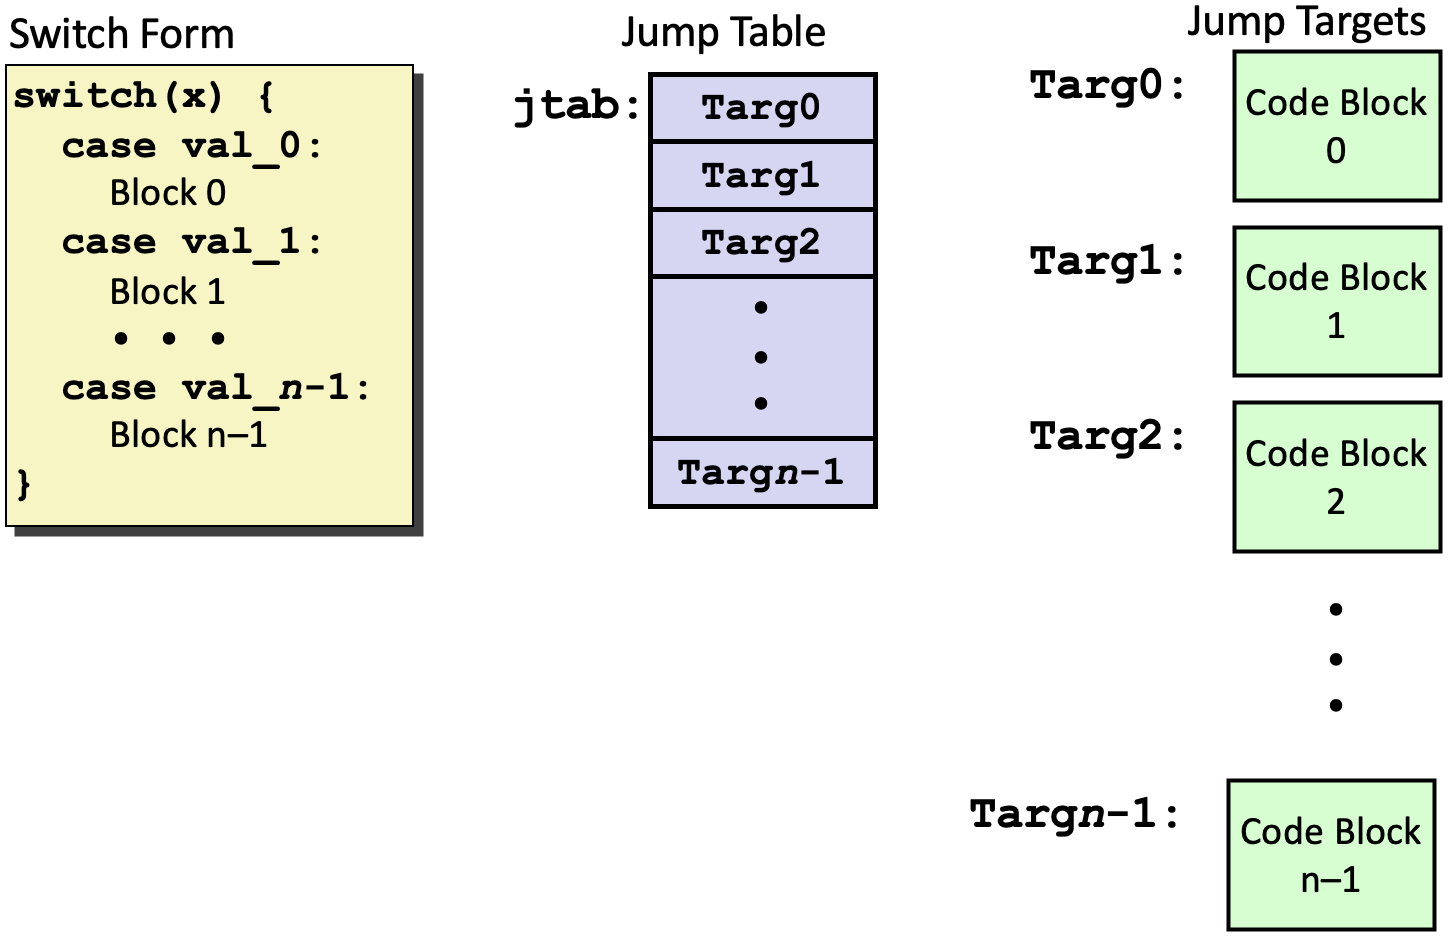 Switch Form
switch(x) {
case val_0:
Block 0
case val_1:
Block 1
• • •
case val_n-1:
Block n–1
}
Jump Table
jtab:
Targ0
Targ1
Targ2
•
•
•
Targn-1
Jump Targets
Targ0:
Code Block
0
Targ1:
Code Block
1
Targ2:
Code Block
2
•
•
•
Targn-1:
Code Block
n–1